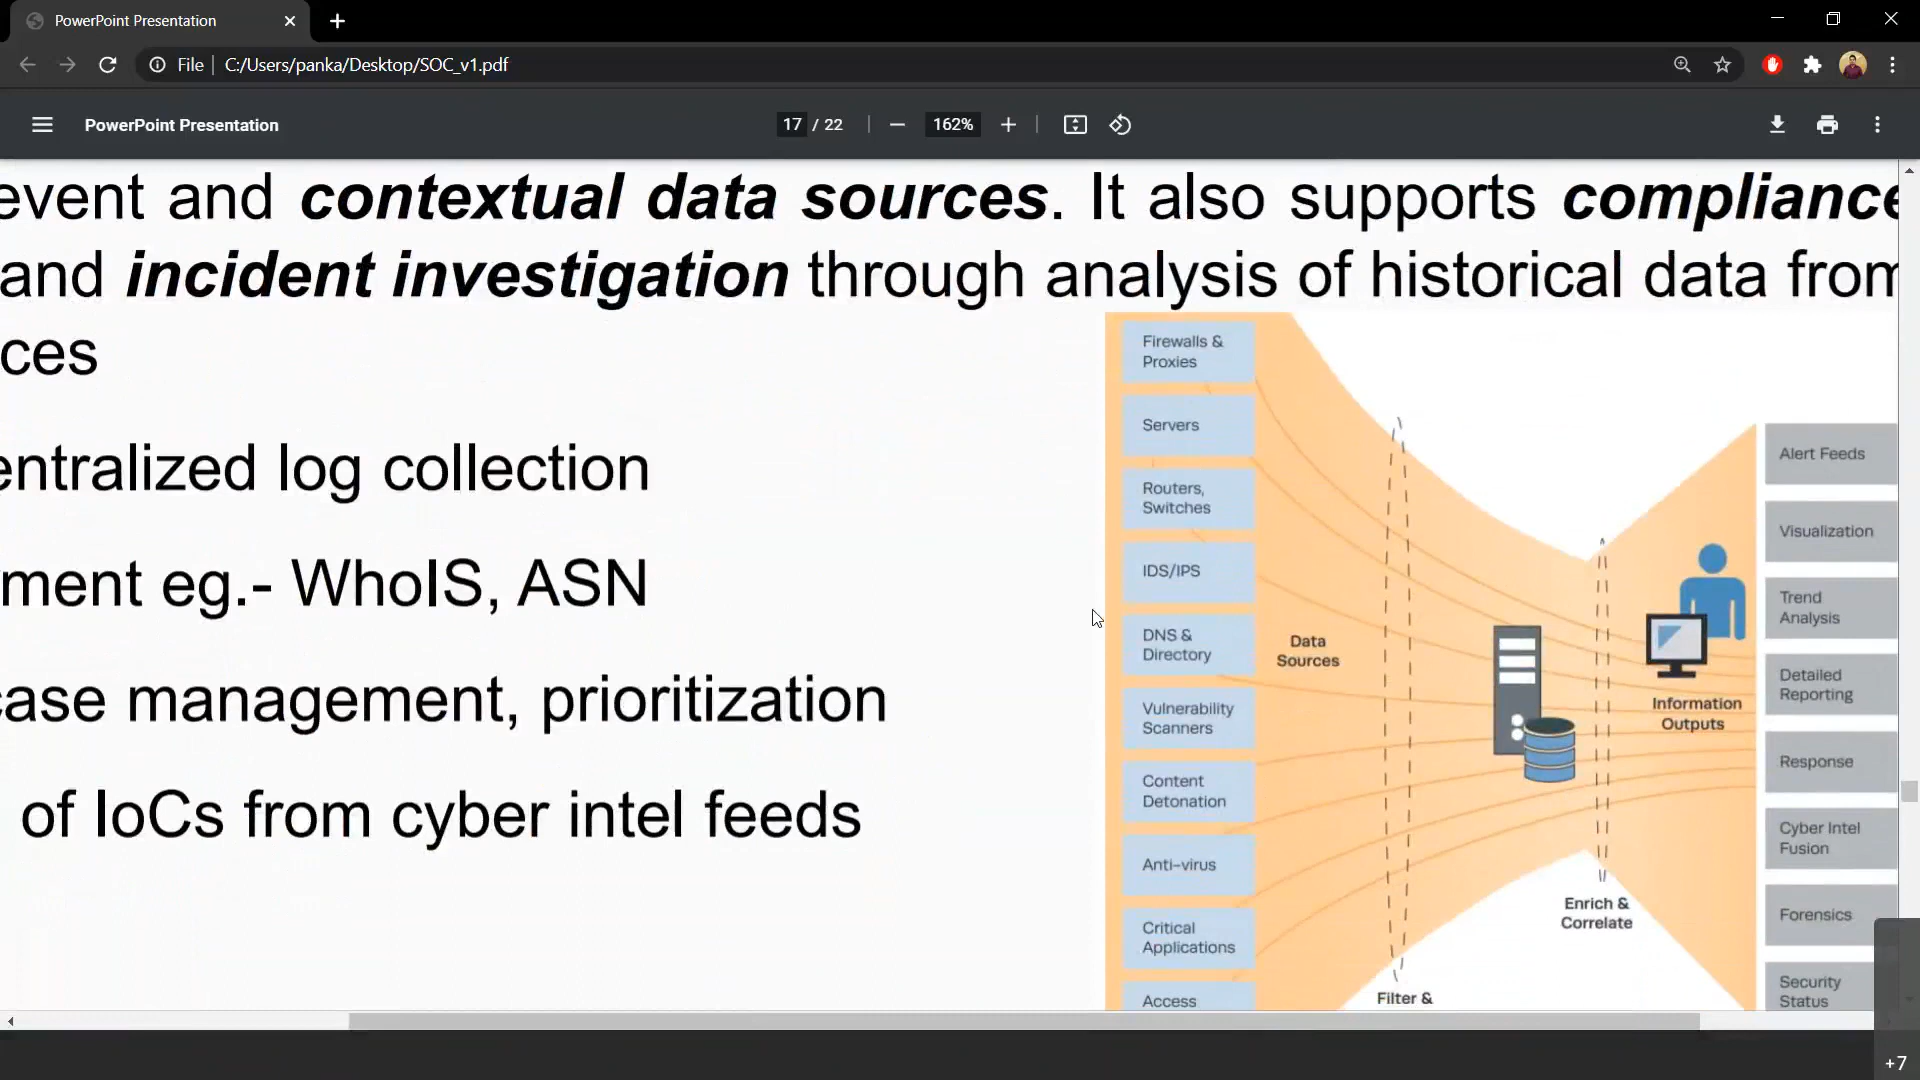 PowerPoint Presentation
File
C:/Users/panka/Desktop/SOC_v1.pdf
PowerPoint Presentation
17 / 22
162%
event and contextual data sources. It also supports compliance
and incident investigation through analysis of historical data from
ces
entralized log collection
ment eg.- WhoIS, ASN
case management, prioritization
of IoCs from cyber intel feeds
Firewalls &
Proxies
Servers
Routers,
Switches
IDS/IPS
DNS &
Directory
Vulnerability
Scanners
Content
Detonation
Anti-virus
Critical
Applications
Access
Data
Sources
Filter &
Enrich &
Correlate
Information
Outputs
Alert Feeds
Visualization
Trend
Analysis
Detailed
Reporting
Response
Cyber Intel
Fusion
Forensics
Security
Status
+7